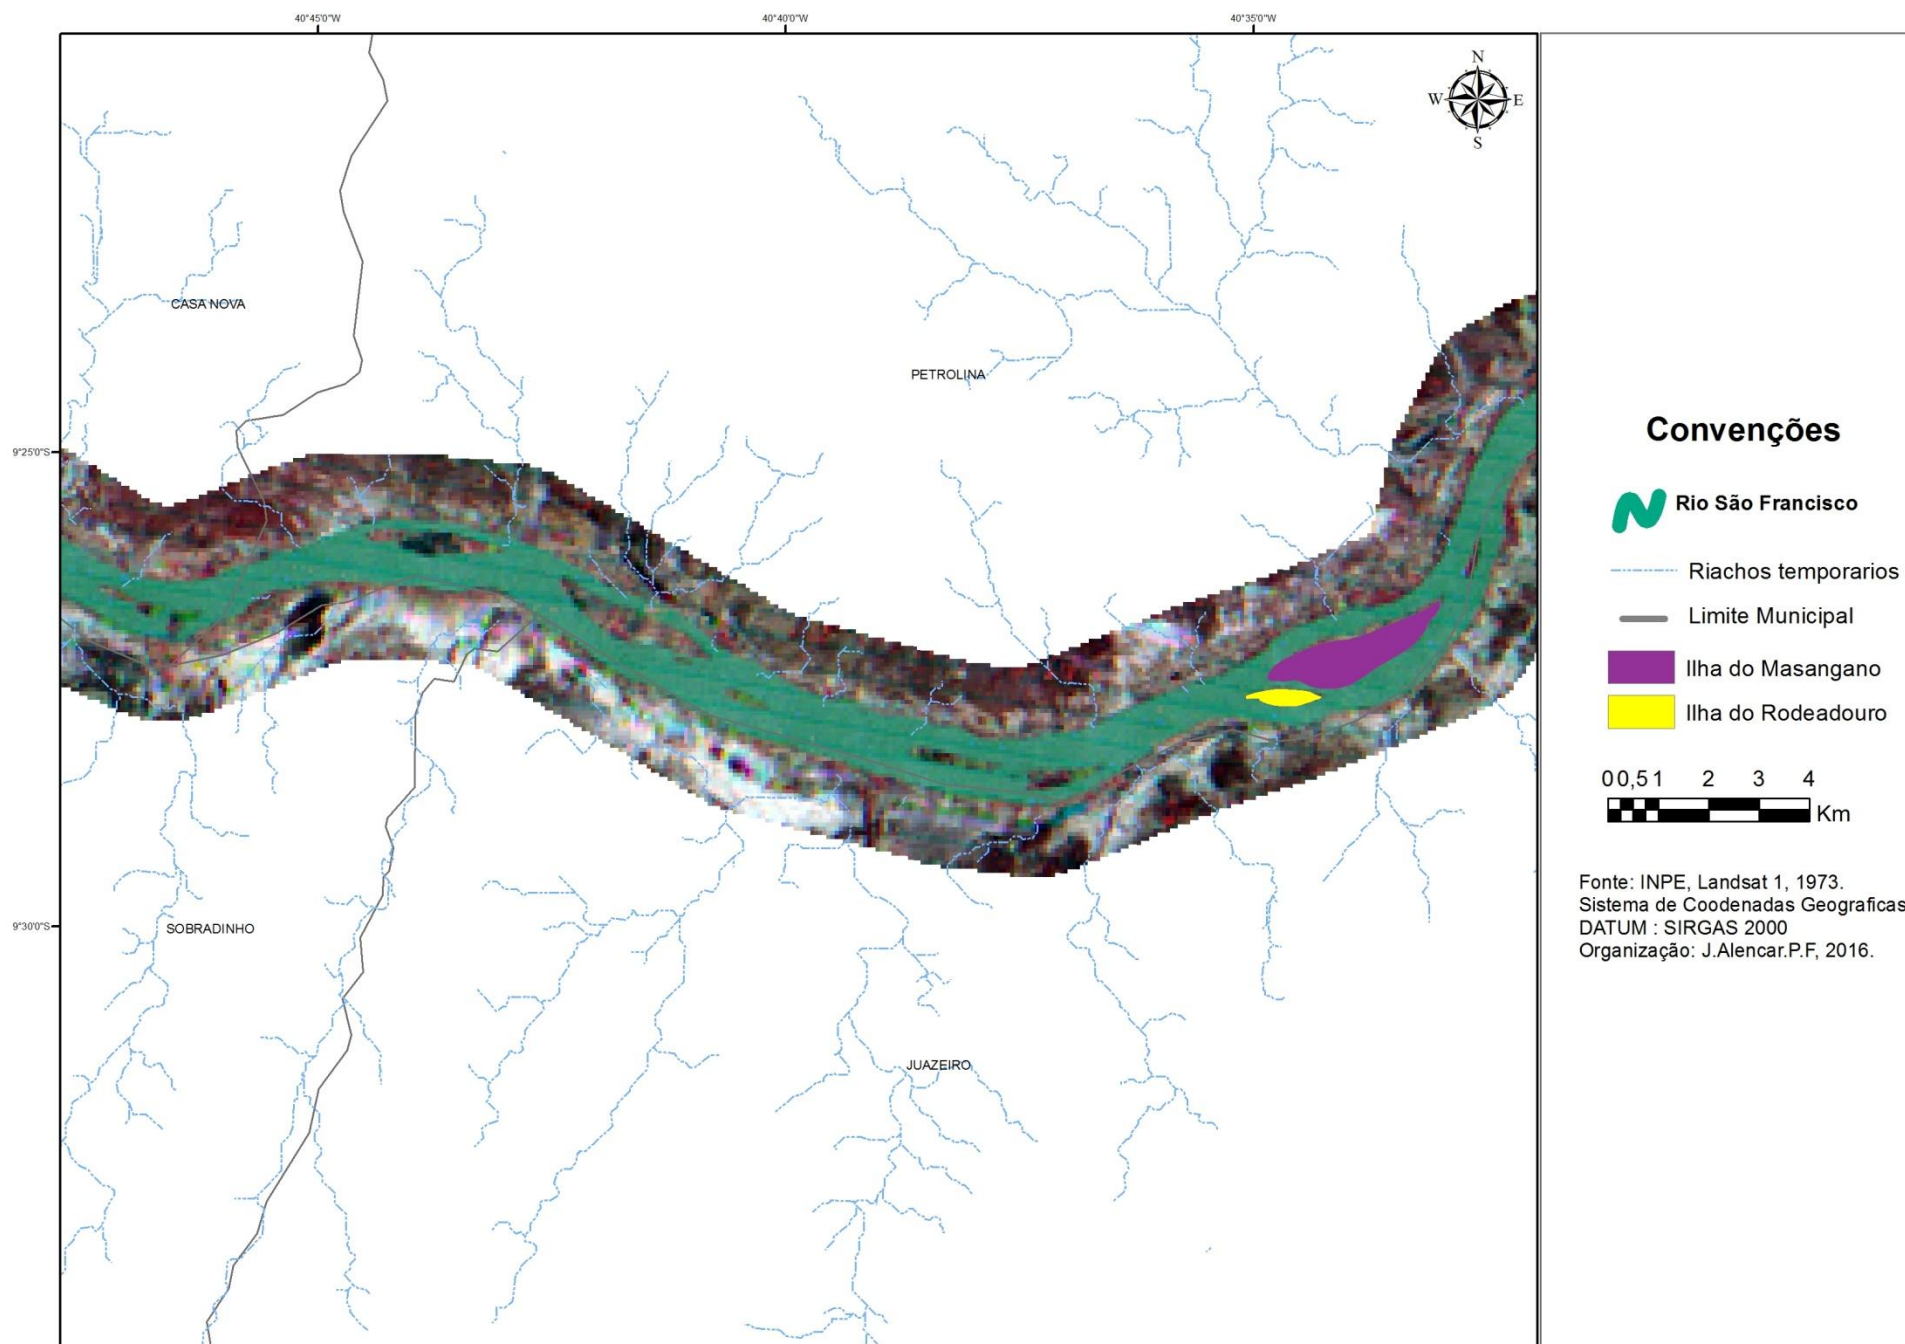 40°45'0"W
40°40'0"W
40°35'0"W
N
W E
S
CASA NOVA
PETROLINA
9°25'0"S
Convenções
Rio São Francisco
Riachos temporarios
Limite Municipal
Ilha do Masangano
Ilha do Rodeadouro
0 0,5 1 2 3 4
Km
Fonte: INPE, Landsat 1, 1973.
Sistema de Coodenadas Geograficas
DATUM : SIRGAS 2000
Organização: J.Alencar.P.F, 2016.
9°30'0"S
SOBRADINHO
JUAZEIRO